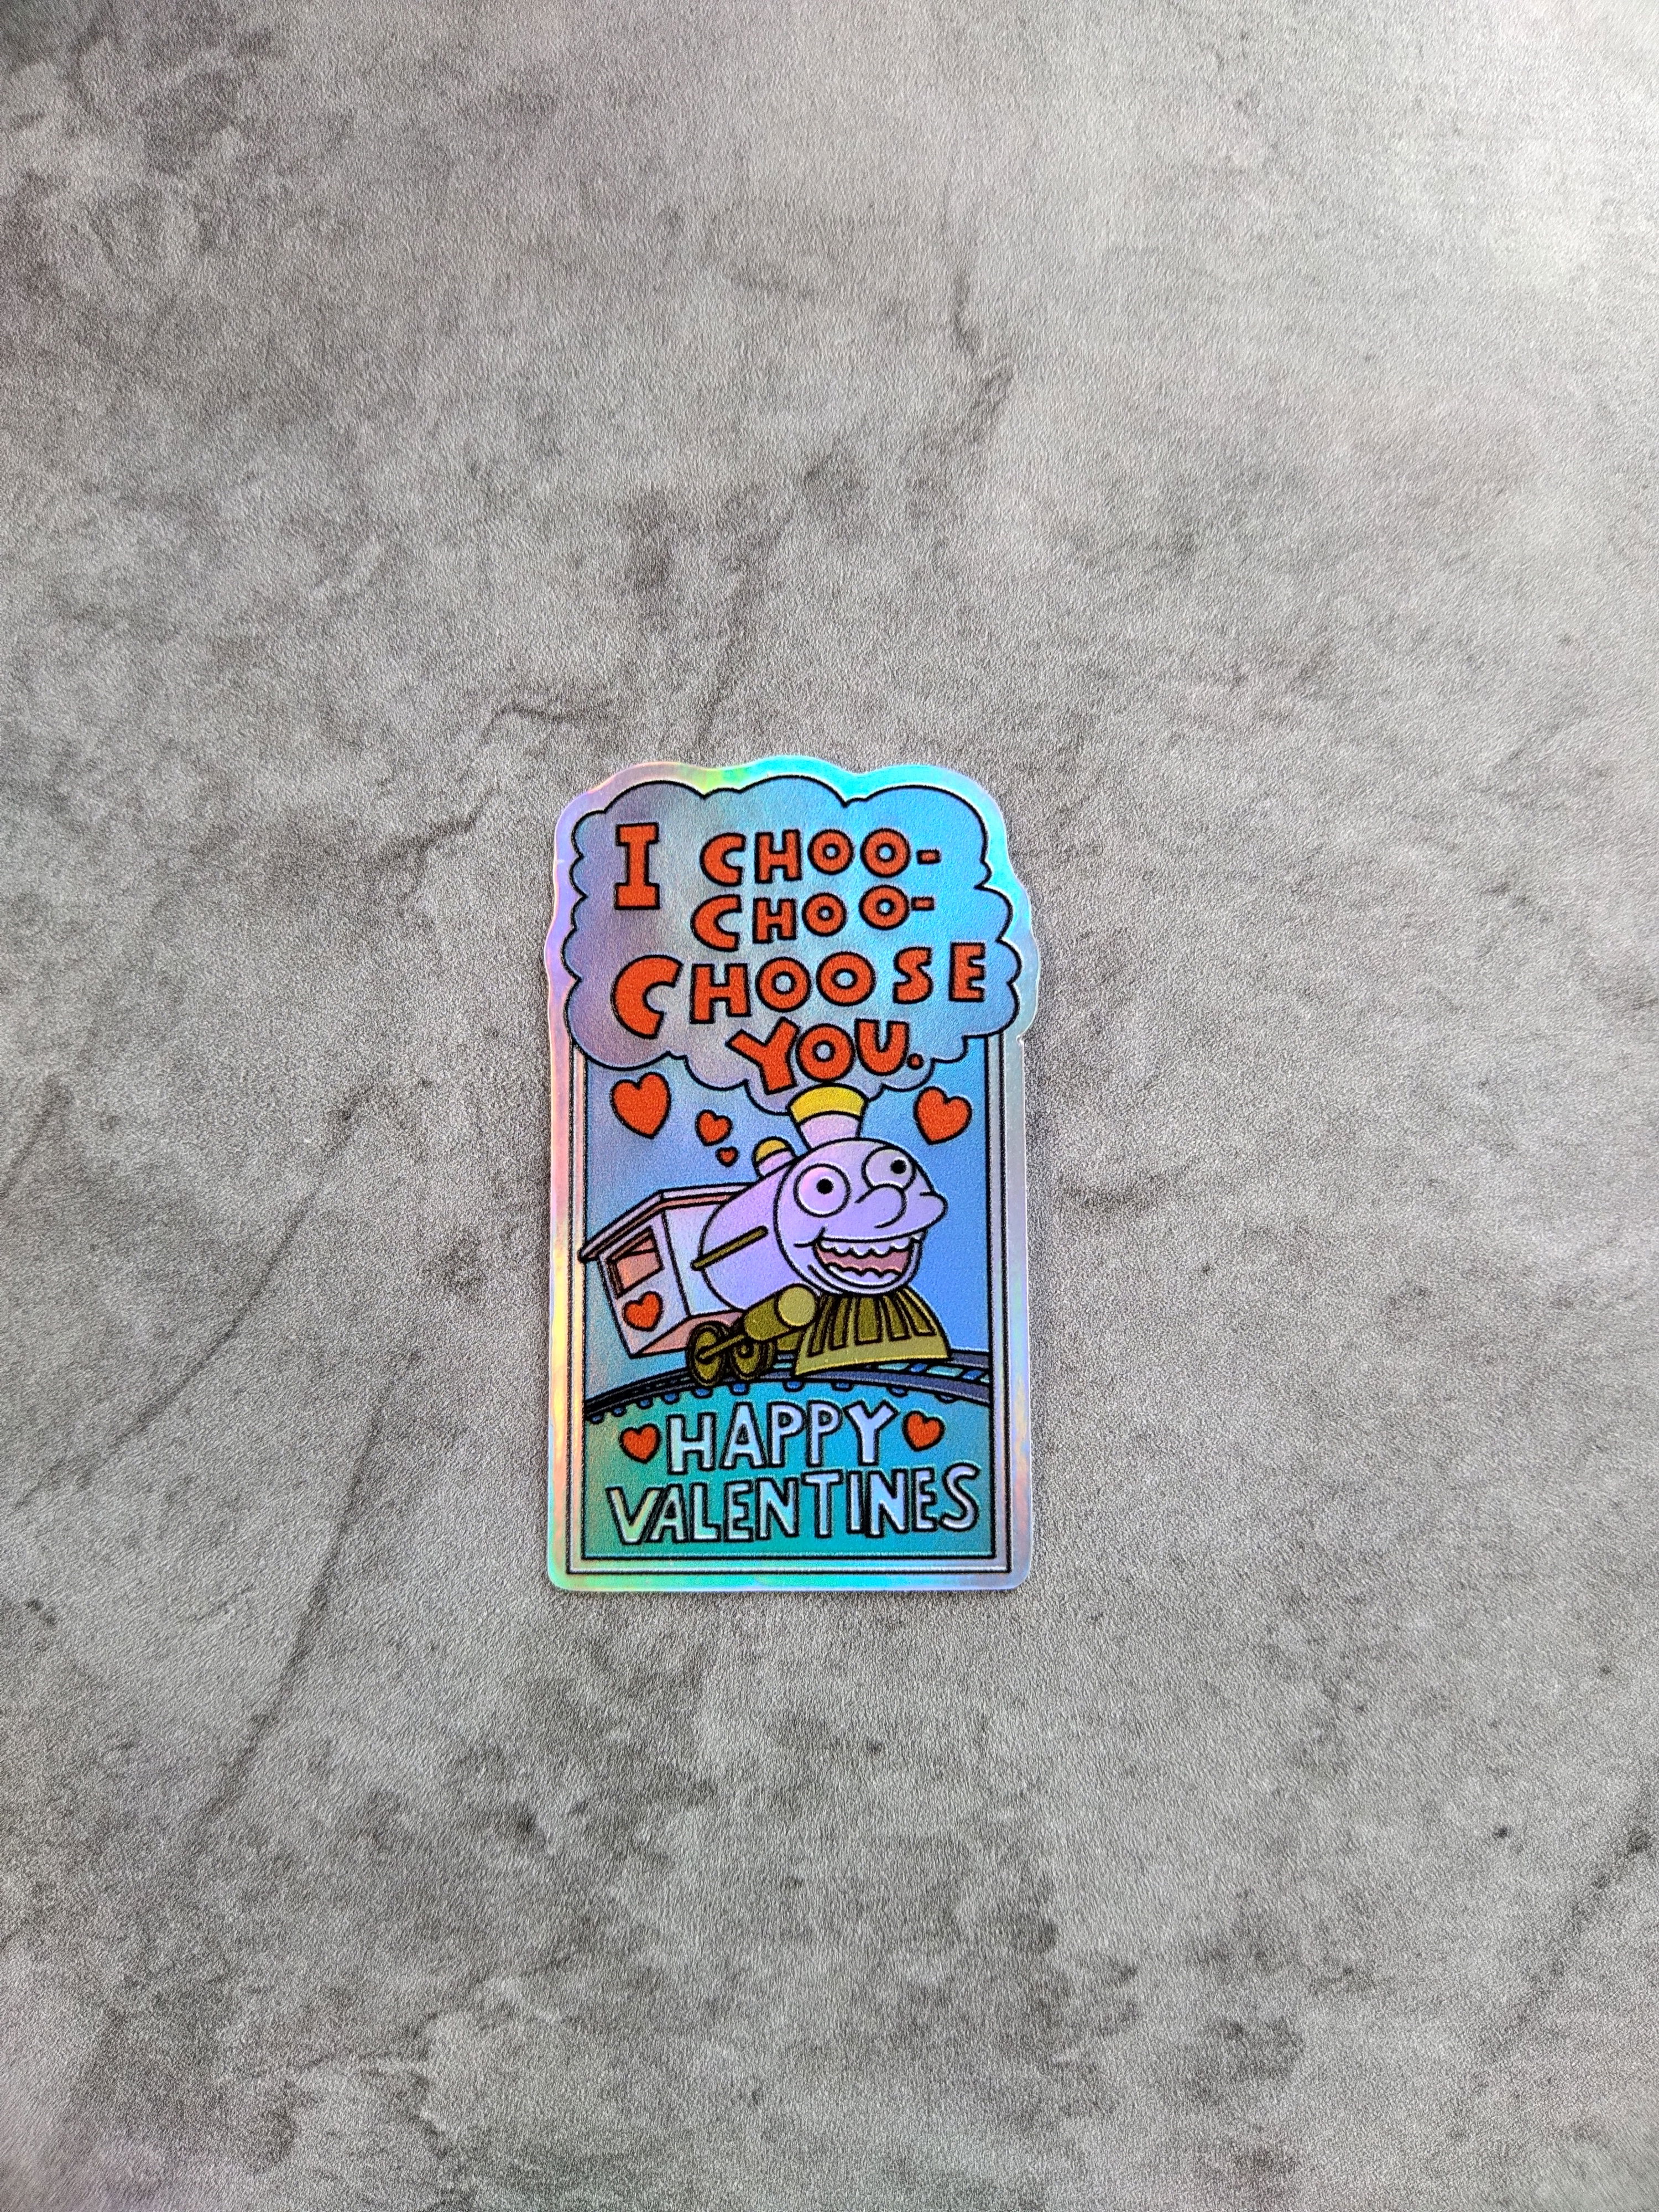 I CHOO-
CHOO-
CHOOSE
YOU.
HAPPY
VALENTINES